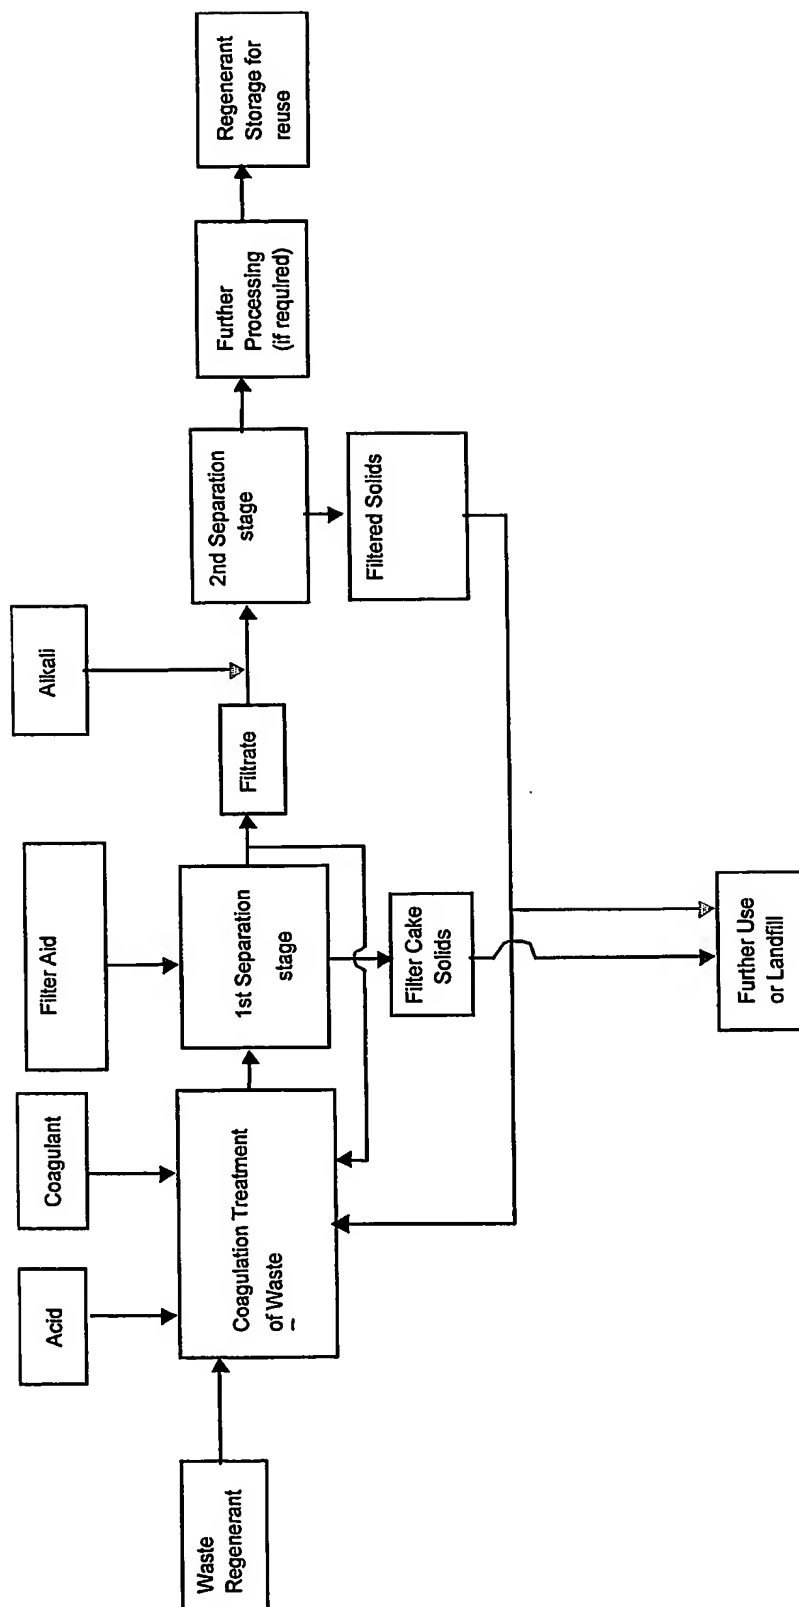 Waste
Regenerant
Acid
Coagulant
Coagulation Treatment
of Waste
Filter Aid
1st Separation
stage
Filter Cake
Solids
Filtrate
Alkali
2nd Separation
stage
Filtered Solids
Further
Processing
(if required)
Regenerant
Storage for
reuse
Further Use
or Landfill